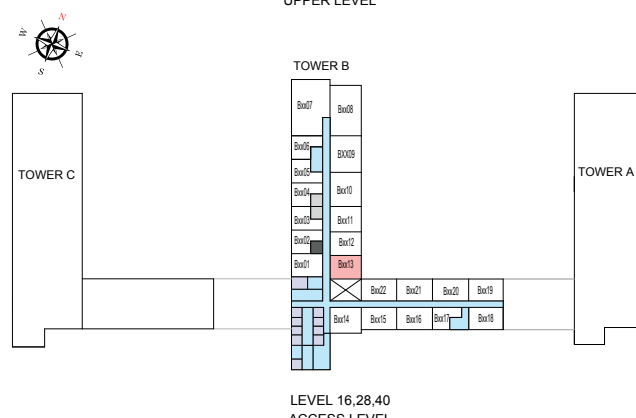 UPPER LEVEL
N
W
E
S
TOWER B
TOWER C
TOWER A
Bxx07
Bxx08
Bxx06
BXX09
Bxx05
Bxx04
Bxx10
Bxx03
Bxx11
Bxx02
Bxx12
Bxx01
Bxx13
Bxx22
Bxx21
Bxx20
Bxx19
Bxx14
Bxx15
Bxx16
Bxx17
Bxx18
LEVEL 16,28,40
ACCESS LEVEL